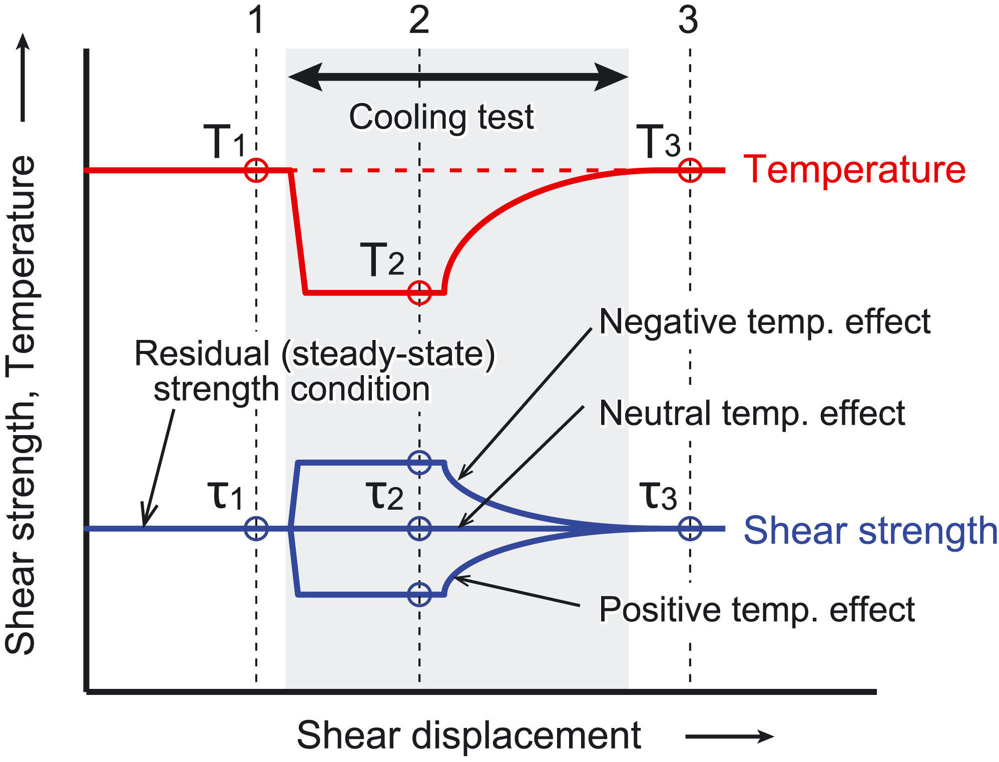 1
2
3
Cooling test
T1
T3
Temperature
T2
Negative temp. effect
Residual (steady-state)
strength condition
Neutral temp. effect
τ1
τ2
τ3
Shear strength
Positive temp. effect
Shear strength, Temperature
Shear displacement